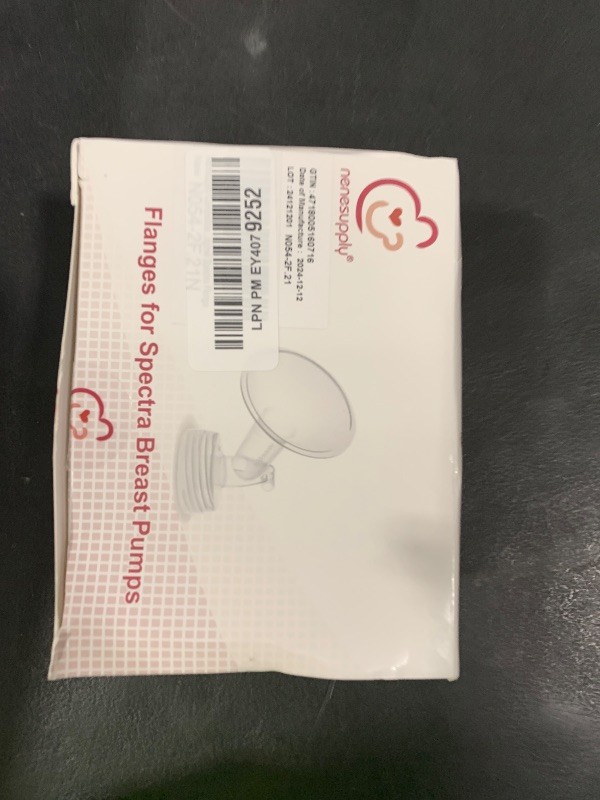 nenesupply®
GTIN : 4718005160716
Date of Manufacture : 2024-12-12
LOT : 24121201 N054-2F.21
LPN PM EY4079252
Flanges for Spectra Breast Pumps